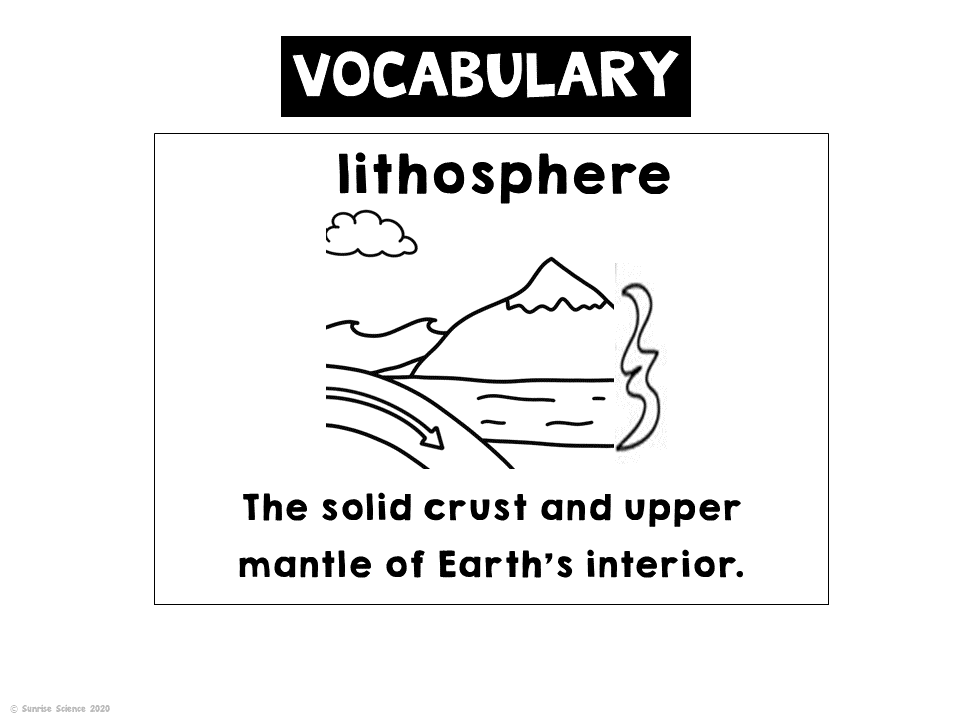 VOCABULARY
lithosphere
The solid crust and upper
mantle of Earth's interior.
© Sunrise Science 2020